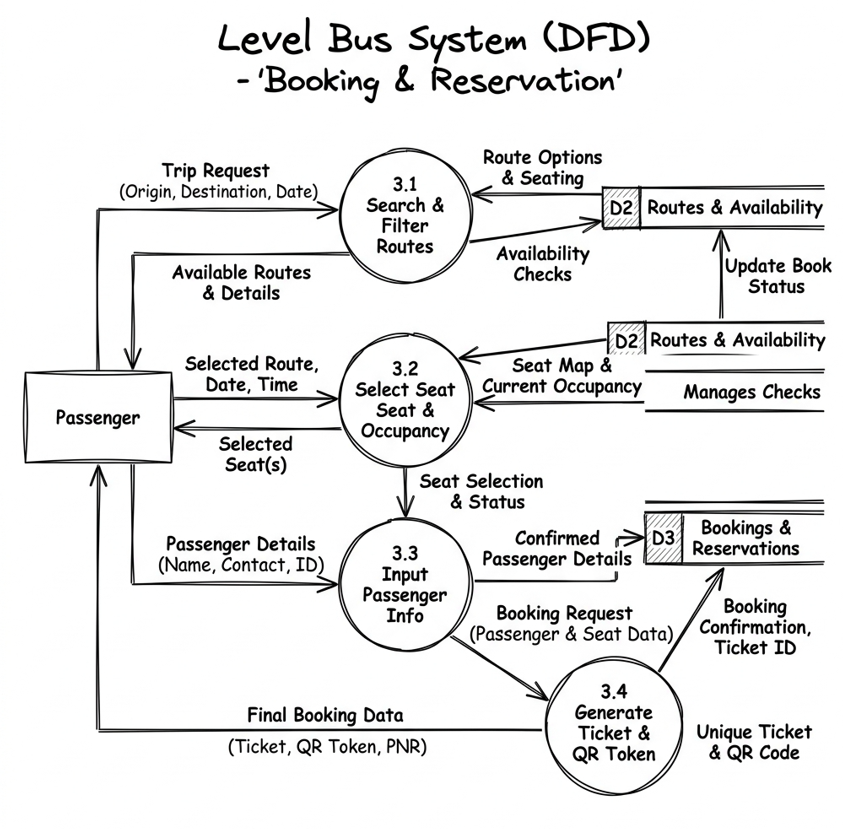 Level Bus System (DFD)
- 'Booking & Reservation'
Trip Request
(Origin, Destination, Date)
3.1
Search &
Filter
Routes
Route Options
& Seating
D2 Routes & Availability
Availability
Checks
Available Routes
& Details
Update Book
Status
D2 Routes & Availability
Selected Route,
Date, Time
3.2
Select Seat
Seat &
Occupancy
Seat Map &
Current Occupancy
Manages Checks
Passenger
Selected
Seat(s)
Seat Selection
& Status
Passenger Details
(Name, Contact, ID)
3.3
Input
Passenger
Info
Confirmed
Passenger Details
D3 Bookings &
Reservations
Booking Request
(Passenger & Seat Data)
Booking
Confirmation,
Ticket ID
3.4
Generate
Ticket &
QR Token
Final Booking Data
(Ticket, QR Token, PNR)
Unique Ticket
& QR Code